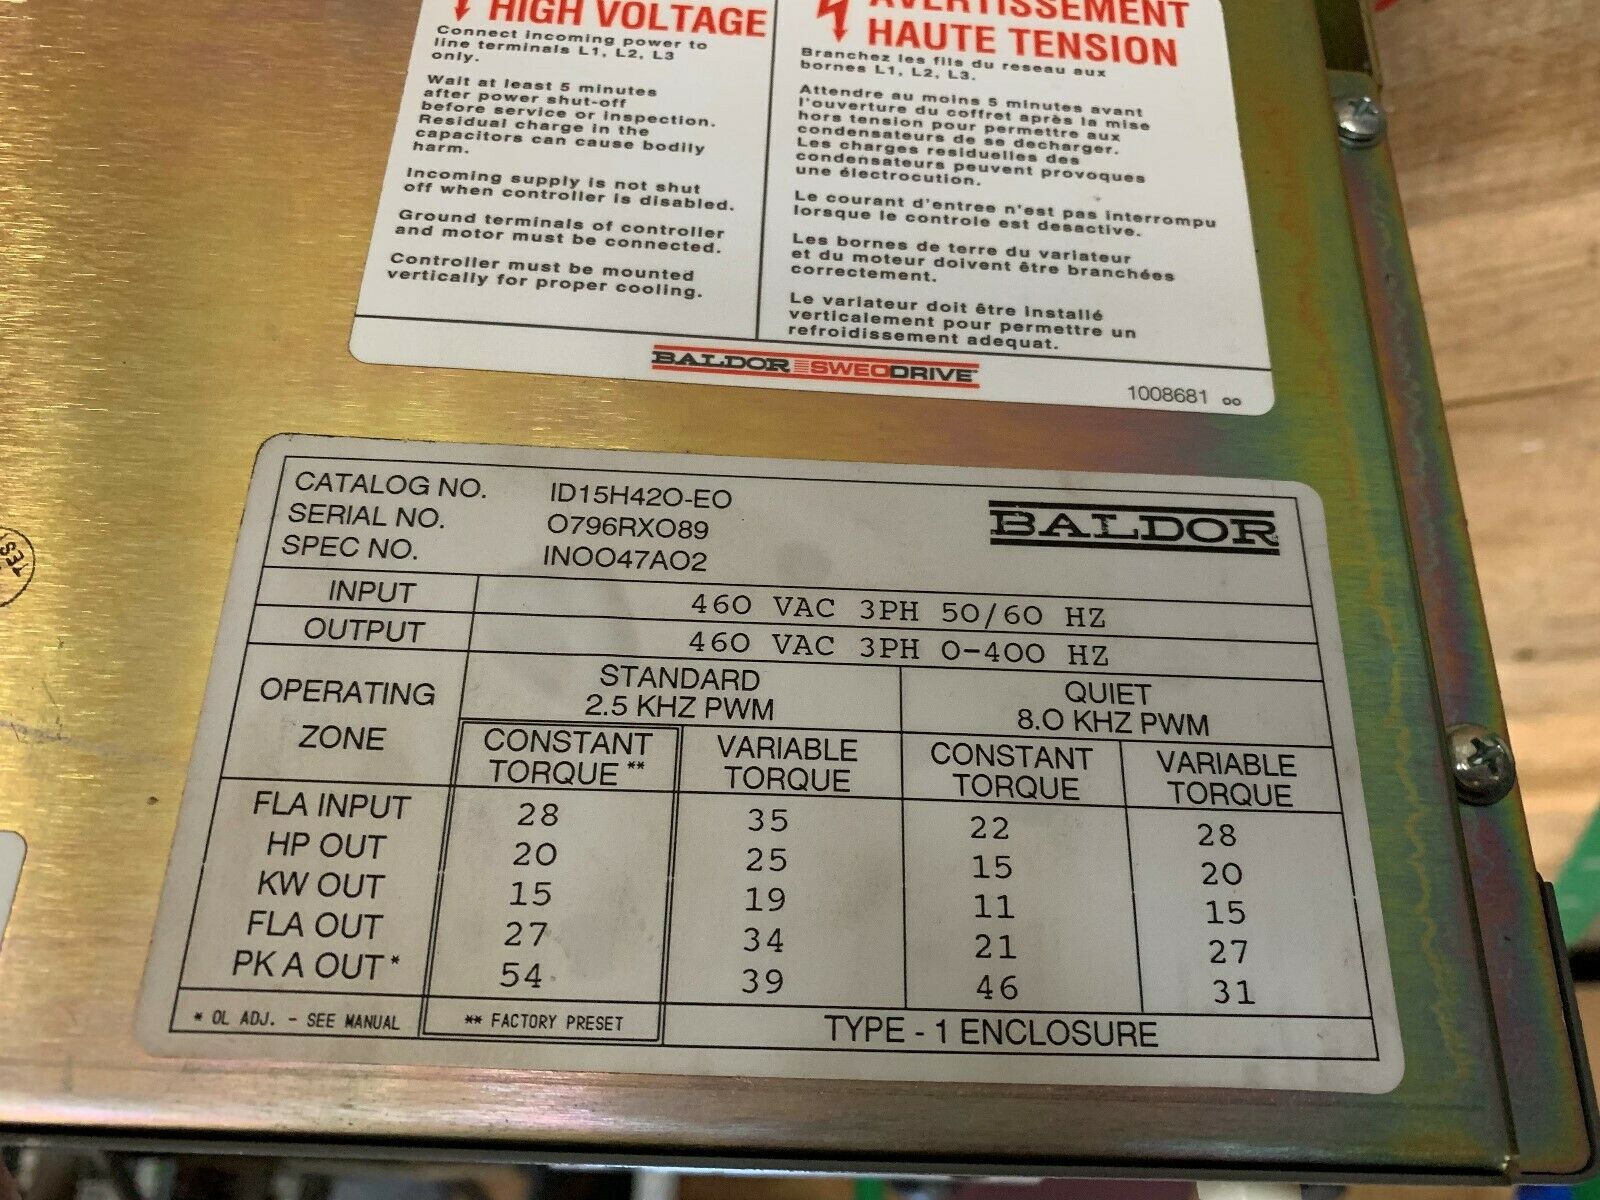 HIGH VOLTAGE
Connect incoming power to
line terminals L1, L2, L3
only.
Wait at least 5 minutes
after power shut-off
before service or inspection.
Residual charge in the
capacitors can cause bodily
harm.
Incoming supply is not shut
off when controller is disabled.
Ground terminals of controller
and motor must be connected.
Controller must be mounted
vertically for proper cooling.
AVERTISSEMENT
HAUTE TENSION
Branchez les fils du reseau aux
bornes L1, L2, L3.
Attendre au moins 5 minutes avant
l'ouverture du coffret après la mise
hors tension pour permettre aux
condensateurs de se decharger.
Les charges residuelles des
condensateurs peuvent provoques
une électrocution.
Le courant d'entree n'est pas interrompu
lorsque le controle est desactive.
Les bornes de terre du variateur
et du moteur doivent être branchées
correctement.
Le variateur doit être installé
verticalement pour permettre un
refroidissement adequat.
BALDOR SWEODRIVE
1008681 00
CATALOG NO. ID15H420-E0
SERIAL NO. 0796RX089
SPEC NO. IN0047A02
BALDOR
INPUT 460 VAC 3PH 50/60 HZ
OUTPUT 460 VAC 3PH 0-400 HZ
OPERATING ZONE
STANDARD
2.5 KHZ PWM
QUIET
8.0 KHZ PWM
CONSTANT TORQUE ** VARIABLE TORQUE CONSTANT TORQUE VARIABLE TORQUE
FLA INPUT 28 35 22 28
HP OUT 20 25 15 20
KW OUT 15 19 11 15
FLA OUT 27 34 21 27
PK A OUT * 54 39 46 31
* OL ADJ. - SEE MANUAL ** FACTORY PRESET TYPE - 1 ENCLOSURE
TEST